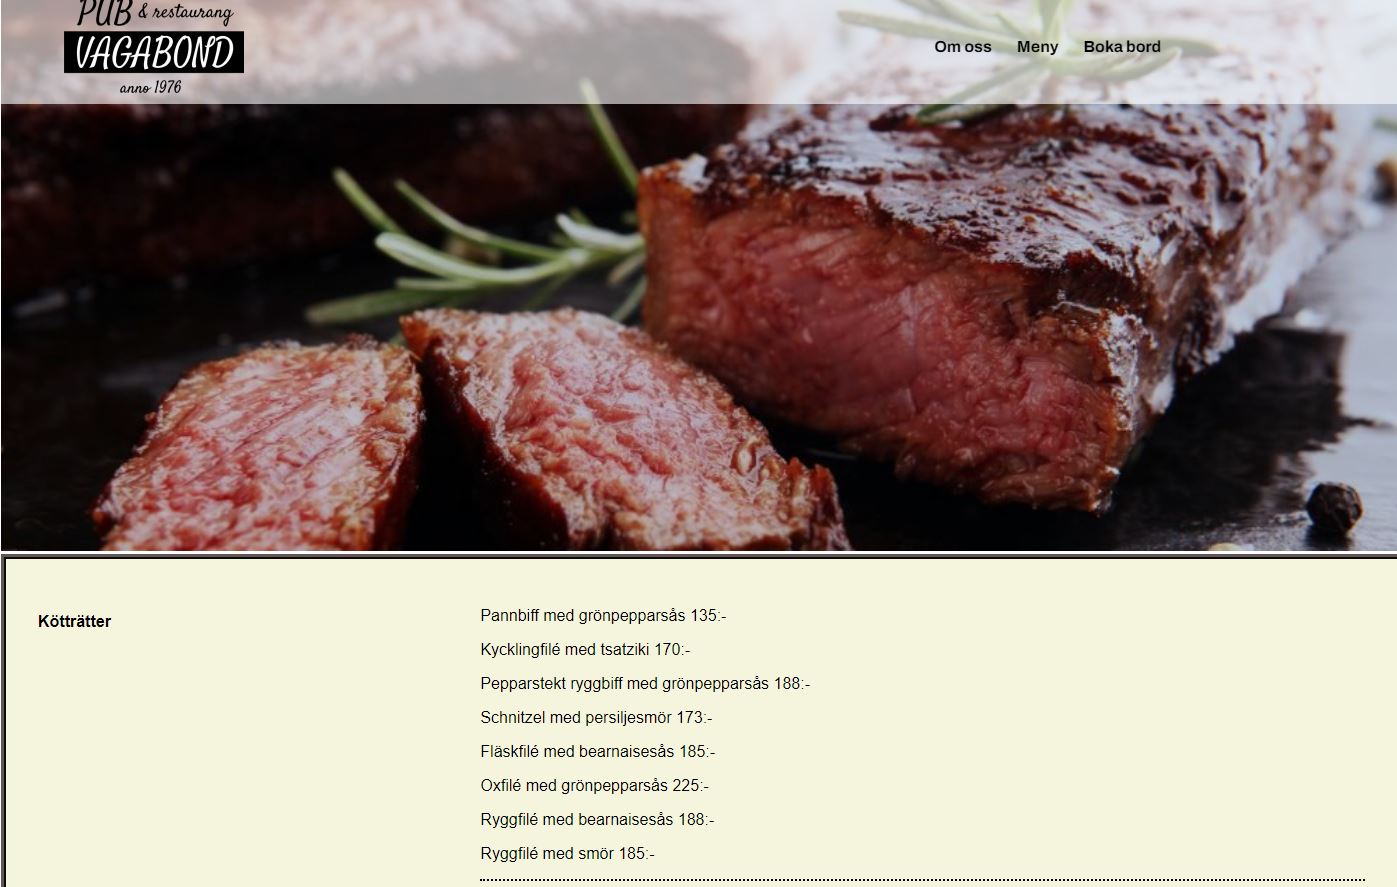 PUB & restaurang
VAGABOND
anno 1976
Om oss Meny Boka bord
Kötträtter
Pannbiff med grönpepparsås 135:-
Kycklingfilé med tsatziki 170:-
Pepparstekt ryggbiff med grönpepparsås 188:-
Schnitzel med persiljesmör 173:-
Fläskfilé med bearnaisesås 185:-
Oxfilé med grönpepparsås 225:-
Ryggfilé med bearnaisesås 188:-
Ryggfilé med smör 185:-